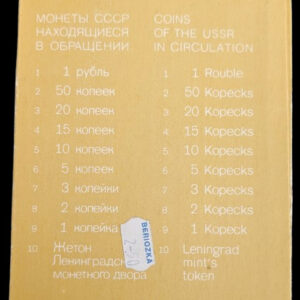 МОНЕТЫ СССР
НАХОДЯЩИЕСЯ
В ОБРАЩЕНИИ
1 1 рубль
2 50 копеек
3 20 копеек
4 15 копеек
5 10 копеек
6 5 копеек
7 3 копейки
8 2 копейки
9 1 копейка
10 Жетон
Ленинградск
монетного двора
COINS
OF THE USSR
IN CIRCULATION
1 1 Rouble
2 50 Kopecks
3 20 Kopecks
4 15 Kopecks
5 10 Kopecks
6 5 Kopecks
7 3 Kopecks
8 2 Kopecks
9 1 Kopeck
10 Leningrad
mint's
token
BERIOZKA